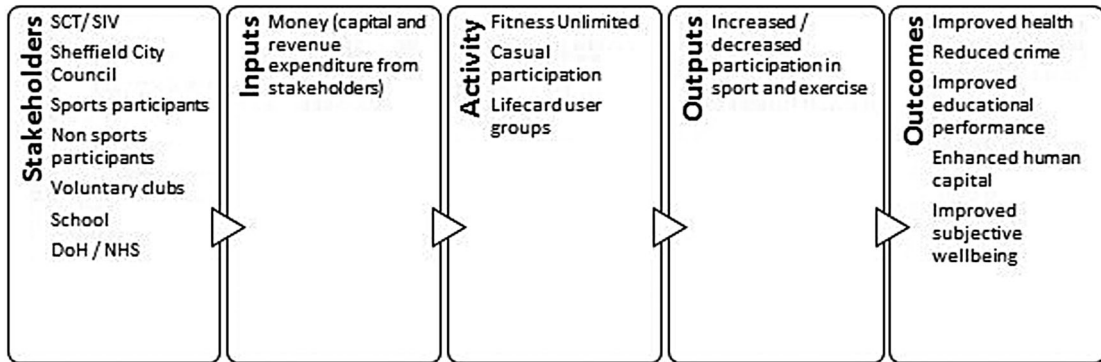 Stakeholders
SCT/ SIV
Sheffield City
Council
Sports participants
Non sports
participants
Voluntary clubs
School
DoH / NHS
Inputs
Money (capital and
revenue
expenditure from
stakeholders)
Activity
Fitness Unlimited
Casual
participation
Lifecard user
groups
Outputs
Increased /
decreased
participation in
sport and exercise
Outcomes
Improved health
Reduced crime
Improved
educational
performance
Enhanced human
capital
Improved
subjective
wellbeing